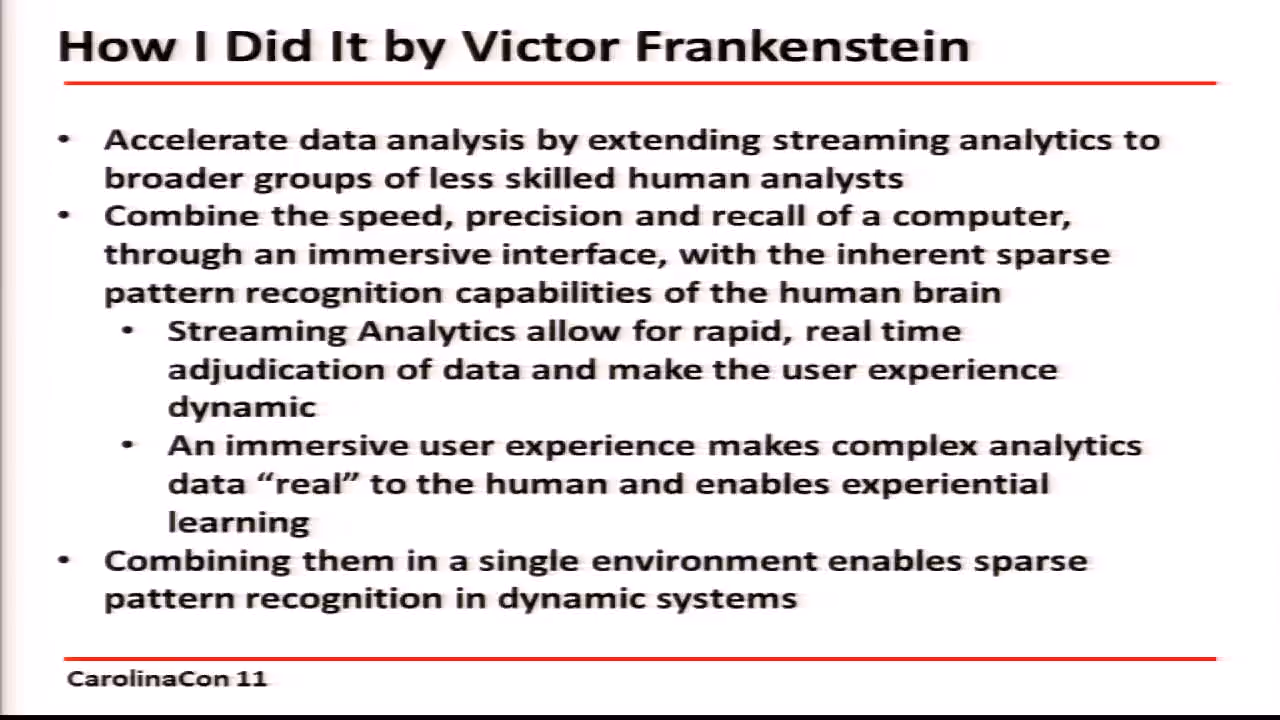 How I Did It by Victor Frankenstein
• Accelerate data analysis by extending streaming analytics to
broader groups of less skilled human analysts
• Combine the speed, precision and recall of a computer,
through an immersive interface, with the inherent sparse
pattern recognition capabilities of the human brain
• Streaming Analytics allow for rapid, real time
adjudication of data and make the user experience
dynamic
• An immersive user experience makes complex analytics
data “real” to the human and enables experiential
learning
• Combining them in a single environment enables sparse
pattern recognition in dynamic systems
CarolinaCon 11